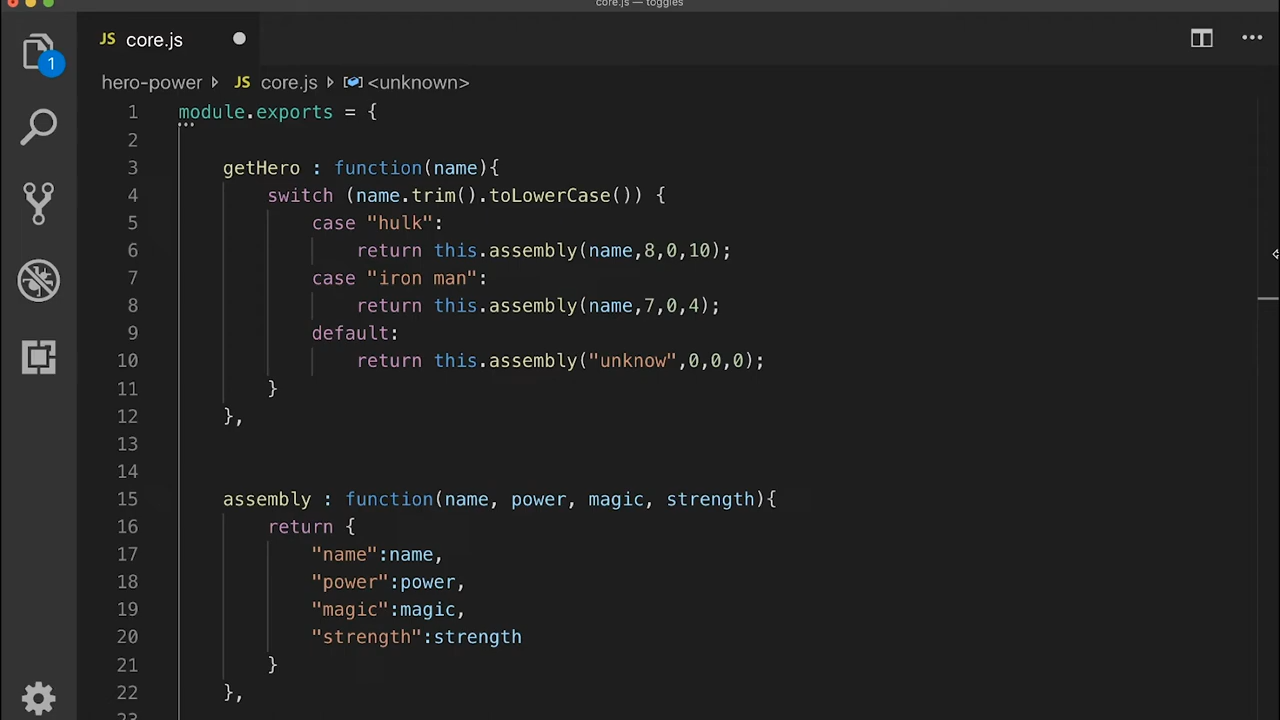 core.js — toggles
JS core.js
1
hero-power JS core.js <unknown>
1 module.exports = {
2
3 getHero : function(name){
4 switch (name.trim().toLowerCase()) {
5 case "hulk":
6 return this.assembly(name,8,0,10);
7 case "iron man":
8 return this.assembly(name,7,0,4);
9 default:
10 return this.assembly("unknow",0,0,0);
11 }
12 },
13
14
15 assembly : function(name, power, magic, strength){
16 return {
17 "name":name,
18 "power":power,
19 "magic":magic,
20 "strength":strength
21 }
22 },
23